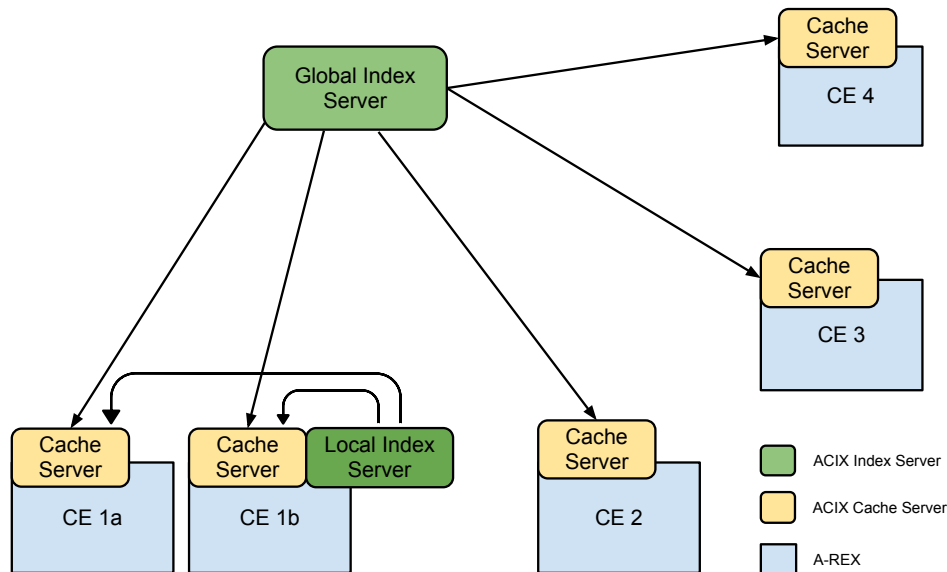 Cache
Server
CE 4
Global Index
Server
Cache
Server
CE 3
Cache
Server
CE 1a
Cache
Server
Local Index
Server
CE 1b
Cache
Server
CE 2
ACIX Index Server
ACIX Cache Server
A-REX